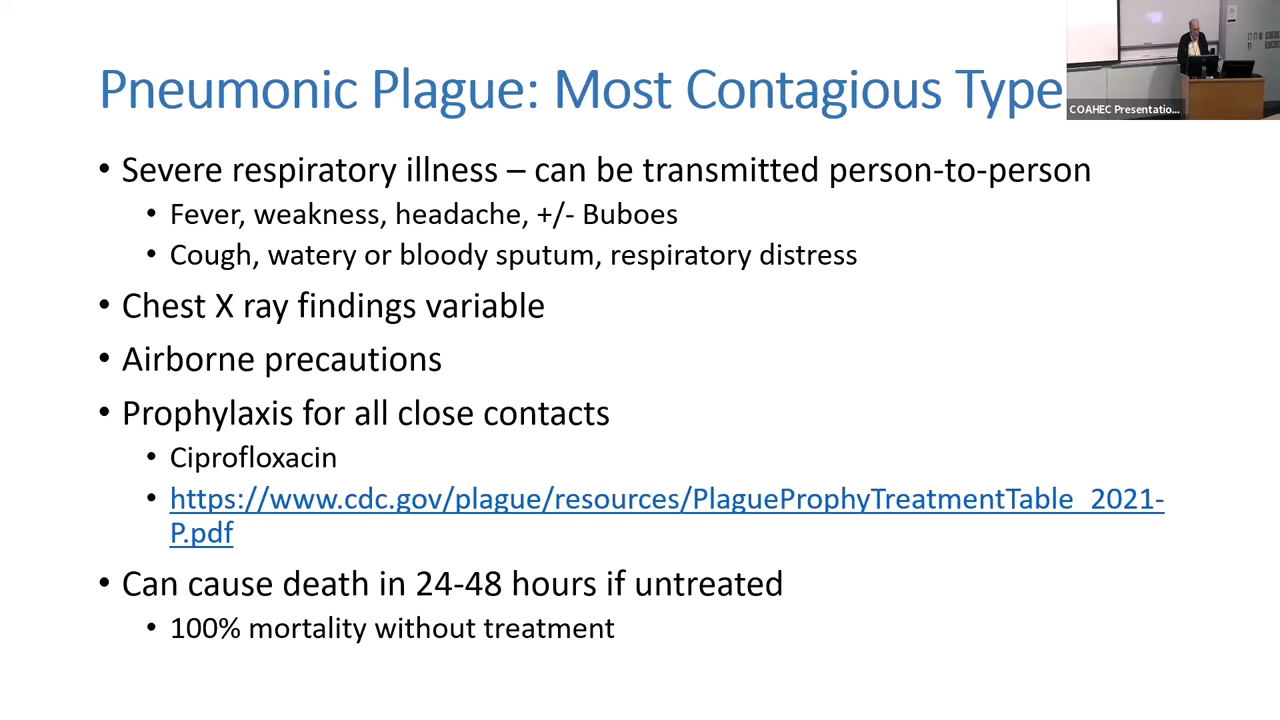 Pneumonic Plague: Most Contagious Type
COAHEC Presentatio...
• Severe respiratory illness – can be transmitted person-to-person
• Fever, weakness, headache, +/- Buboes
• Cough, watery or bloody sputum, respiratory distress
• Chest X ray findings variable
• Airborne precautions
• Prophylaxis for all close contacts
• Ciprofloxacin
• https://www.cdc.gov/plague/resources/PlagueProphyTreatmentTable_2021-
P.pdf
• Can cause death in 24-48 hours if untreated
• 100% mortality without treatment